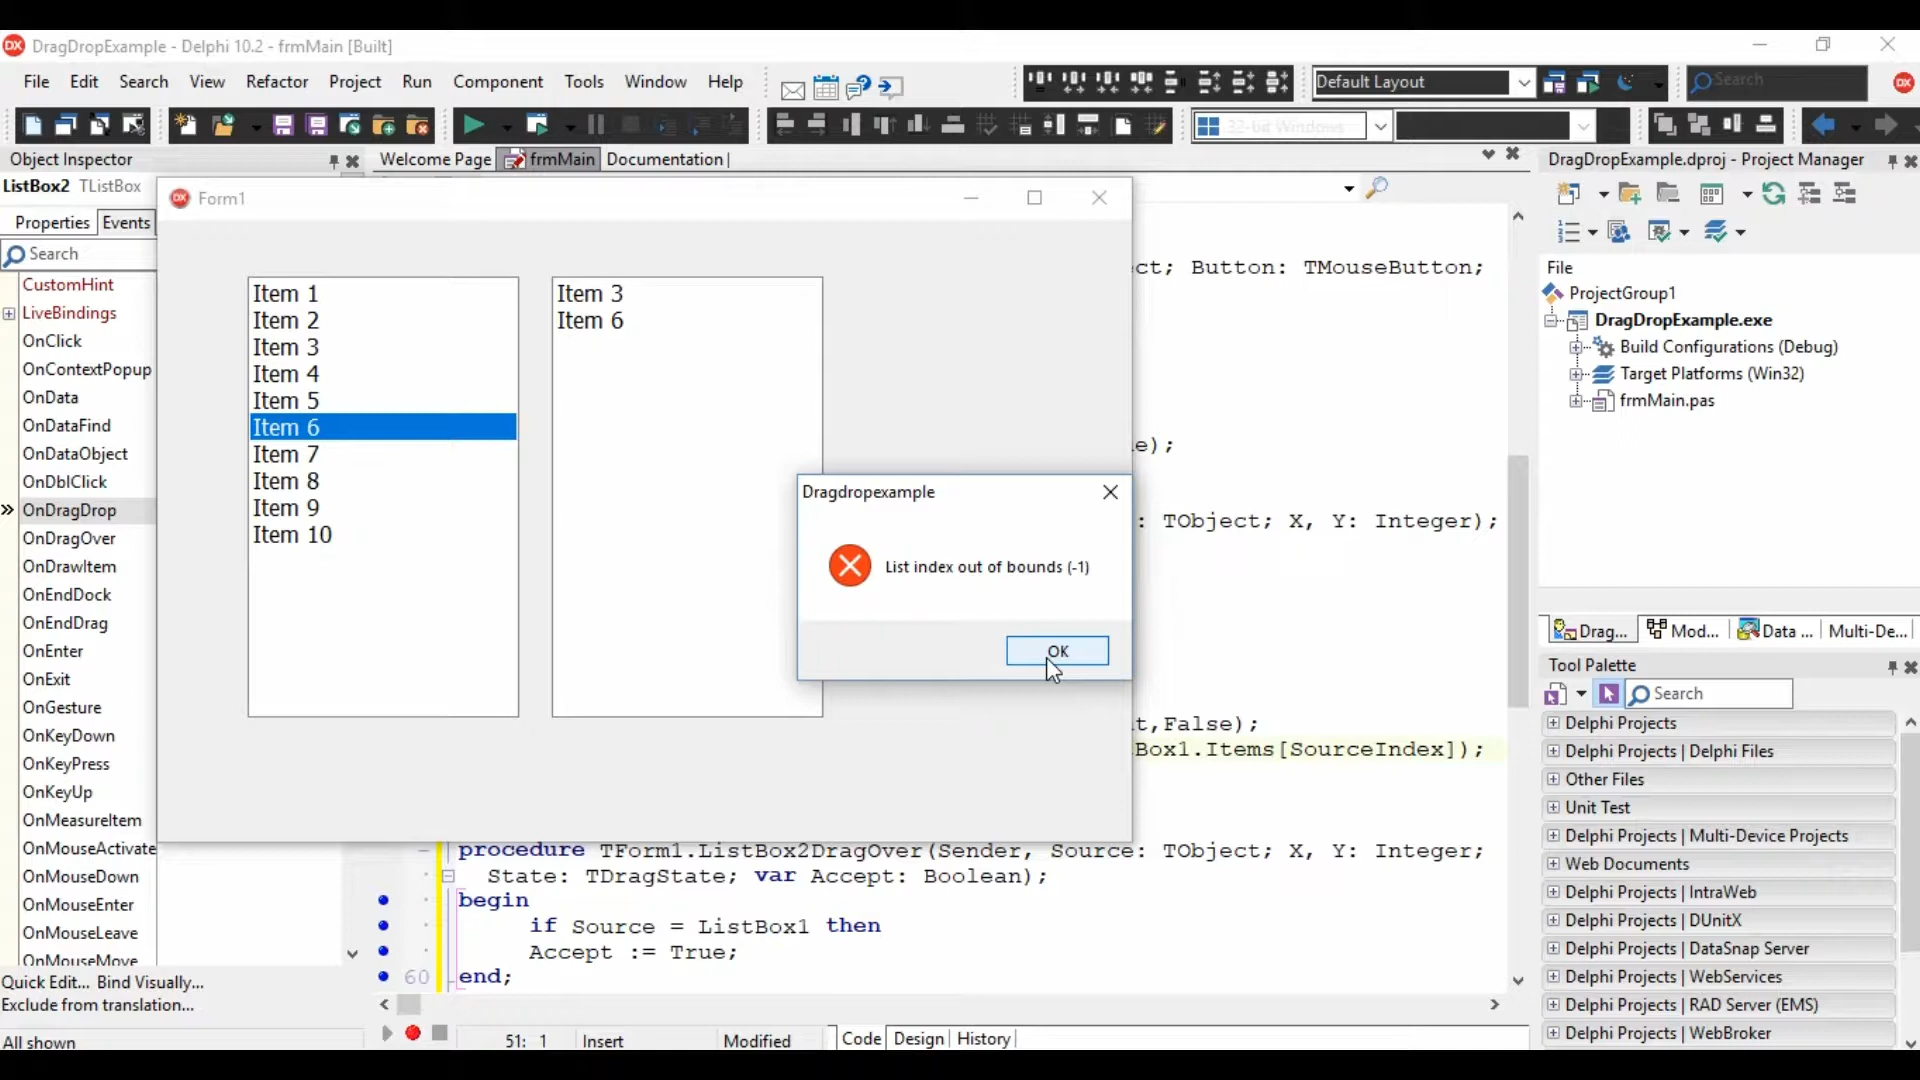 DragDropExample - Delphi 10.2 - frmMain [Built]
File Edit Search View Refactor Project Run Component Tools Window Help
Default Layout
Search
32-bit Windows
Object Inspector
Welcome Page frmMain Documentation
DragDropExample.dproj - Project Manager
ListBox2 TListBox
Properties Events
Search
CustomHint
LiveBindings
OnClick
OnContextPopup
OnData
OnDataFind
OnDataObject
OnDblClick
OnDragDrop
OnDragOver
OnDrawItem
OnEndDock
OnEndDrag
OnEnter
OnExit
OnGesture
OnKeyDown
OnKeyPress
OnKeyUp
OnMeasureItem
OnMouseActivate
OnMouseDown
OnMouseEnter
OnMouseLeave
OnMouseMove
Quick Edit... Bind Visually...
Exclude from translation...
All shown
Form1
Item 1
Item 2
Item 3
Item 4
Item 5
Item 6
Item 7
Item 8
Item 9
Item 10
Item 3
Item 6
Dragdropexample
List index out of bounds (-1)
OK
ct; Button: TMouseButton;
e);
: TObject; X, Y: Integer);
t,False);
Box1.Items[SourceIndex]);
procedure TForm1.ListBox2DragOver(Sender, Source: TObject; X, Y: Integer;
State: TDragState; var Accept: Boolean);
begin
if Source = ListBox1 then
Accept := True;
60 end;
51: 1 Insert Modified Code Design History
File
ProjectGroup1
DragDropExample.exe
Build Configurations (Debug)
Target Platforms (Win32)
frmMain.pas
Drag... Mod... Data ... Multi-De...
Tool Palette
Search
Delphi Projects
Delphi Projects | Delphi Files
Other Files
Unit Test
Delphi Projects | Multi-Device Projects
Web Documents
Delphi Projects | IntraWeb
Delphi Projects | DUnitX
Delphi Projects | DataSnap Server
Delphi Projects | WebServices
Delphi Projects | RAD Server (EMS)
Delphi Projects | WebBroker